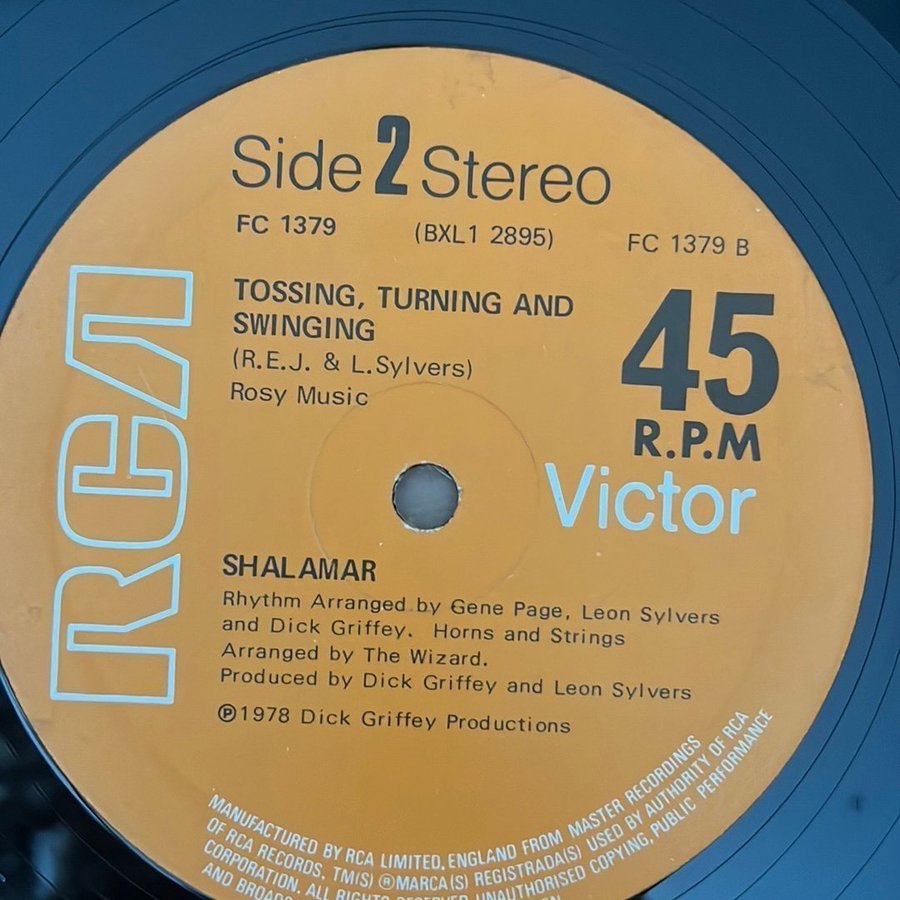 Side 2 Stereo
FC 1379 (BXL1 2895) FC 1379 B
TOSSING, TURNING AND
SWINGING
(R.E.J. & L.Sylvers)
Rosy Music
45
R.P.M
RCA
Victor
SHALAMAR
Rhythm Arranged by Gene Page, Leon Sylvers
and Dick Griffey. Horns and Strings
Arranged by The Wizard.
Produced by Dick Griffey and Leon Sylvers
℗1978 Dick Griffey Productions
MANUFACTURED BY RCA LIMITED, ENGLAND FROM MASTER RECORDINGS
OF RCA RECORDS. TM(S) ® MARCA(S) REGISTRADA(S) USED BY AUTHORITY OF RCA
CORPORATION. ALL RIGHTS RESERVED. UNAUTHORISED COPYING, PUBLIC PERFORMANCE
AND